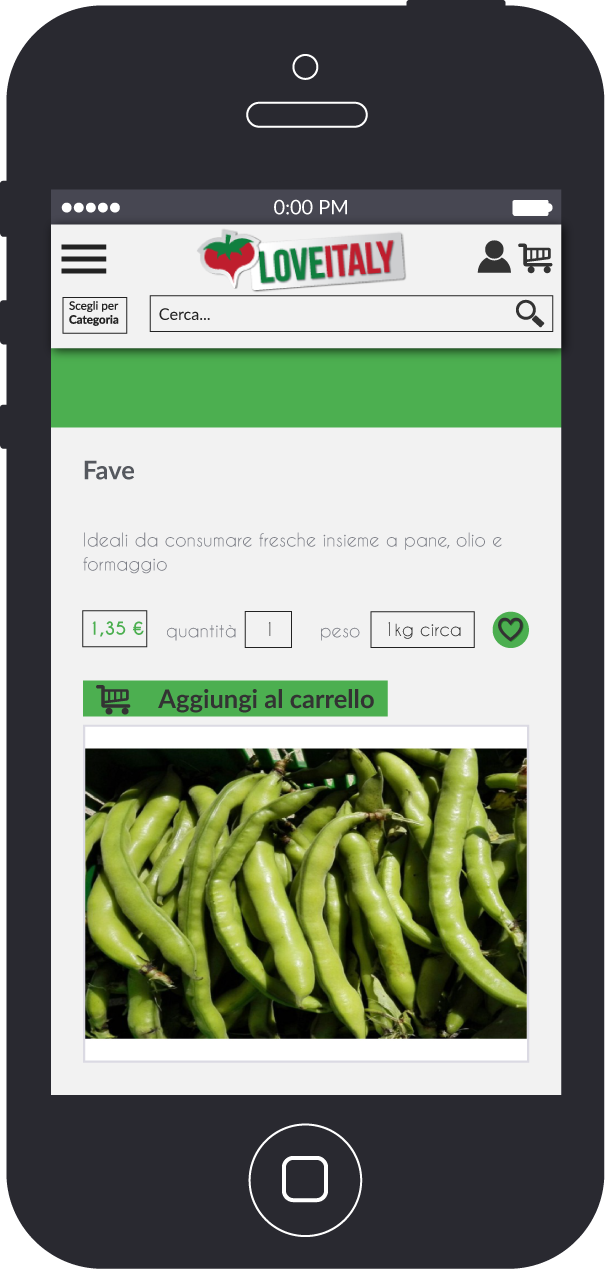 0:00 PM
LOVEITALY
Scegli per
Categoria
Cerca...
Fave
Ideali da consumare fresche insieme a pane, olio e
formaggio
1,35 € quantità 1 peso 1kg circa
Aggiungi al carrello